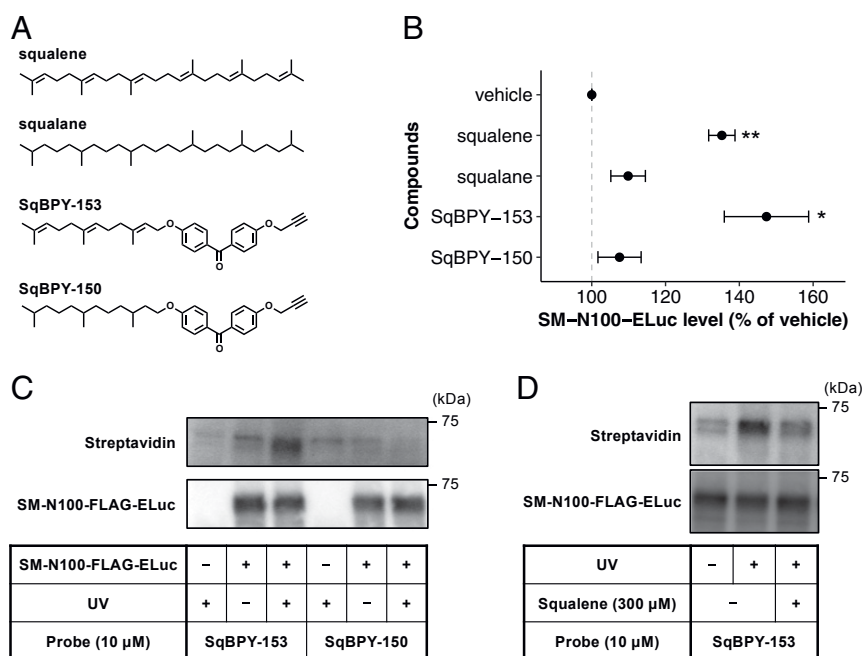 A
squalene
squalane
SqBPY-153
O
O
O
SqBPY-150
O
O
O
B
Compounds
vehicle
squalene
**
squalane
SqBPY−153
*
SqBPY−150
100 120 140 160
SM−N100−ELuc level (% of vehicle)
C
(kDa)
Streptavidin
75
SM-N100-FLAG-ELuc
75
SM-N100-FLAG-ELuc − + + − + +
UV + − + + − +
Probe (10 μM) SqBPY-153 SqBPY-150
D
(kDa)
Streptavidin
75
SM-N100-FLAG-ELuc
75
UV − + +
Squalene (300 μM) − +
Probe (10 μM) SqBPY-153